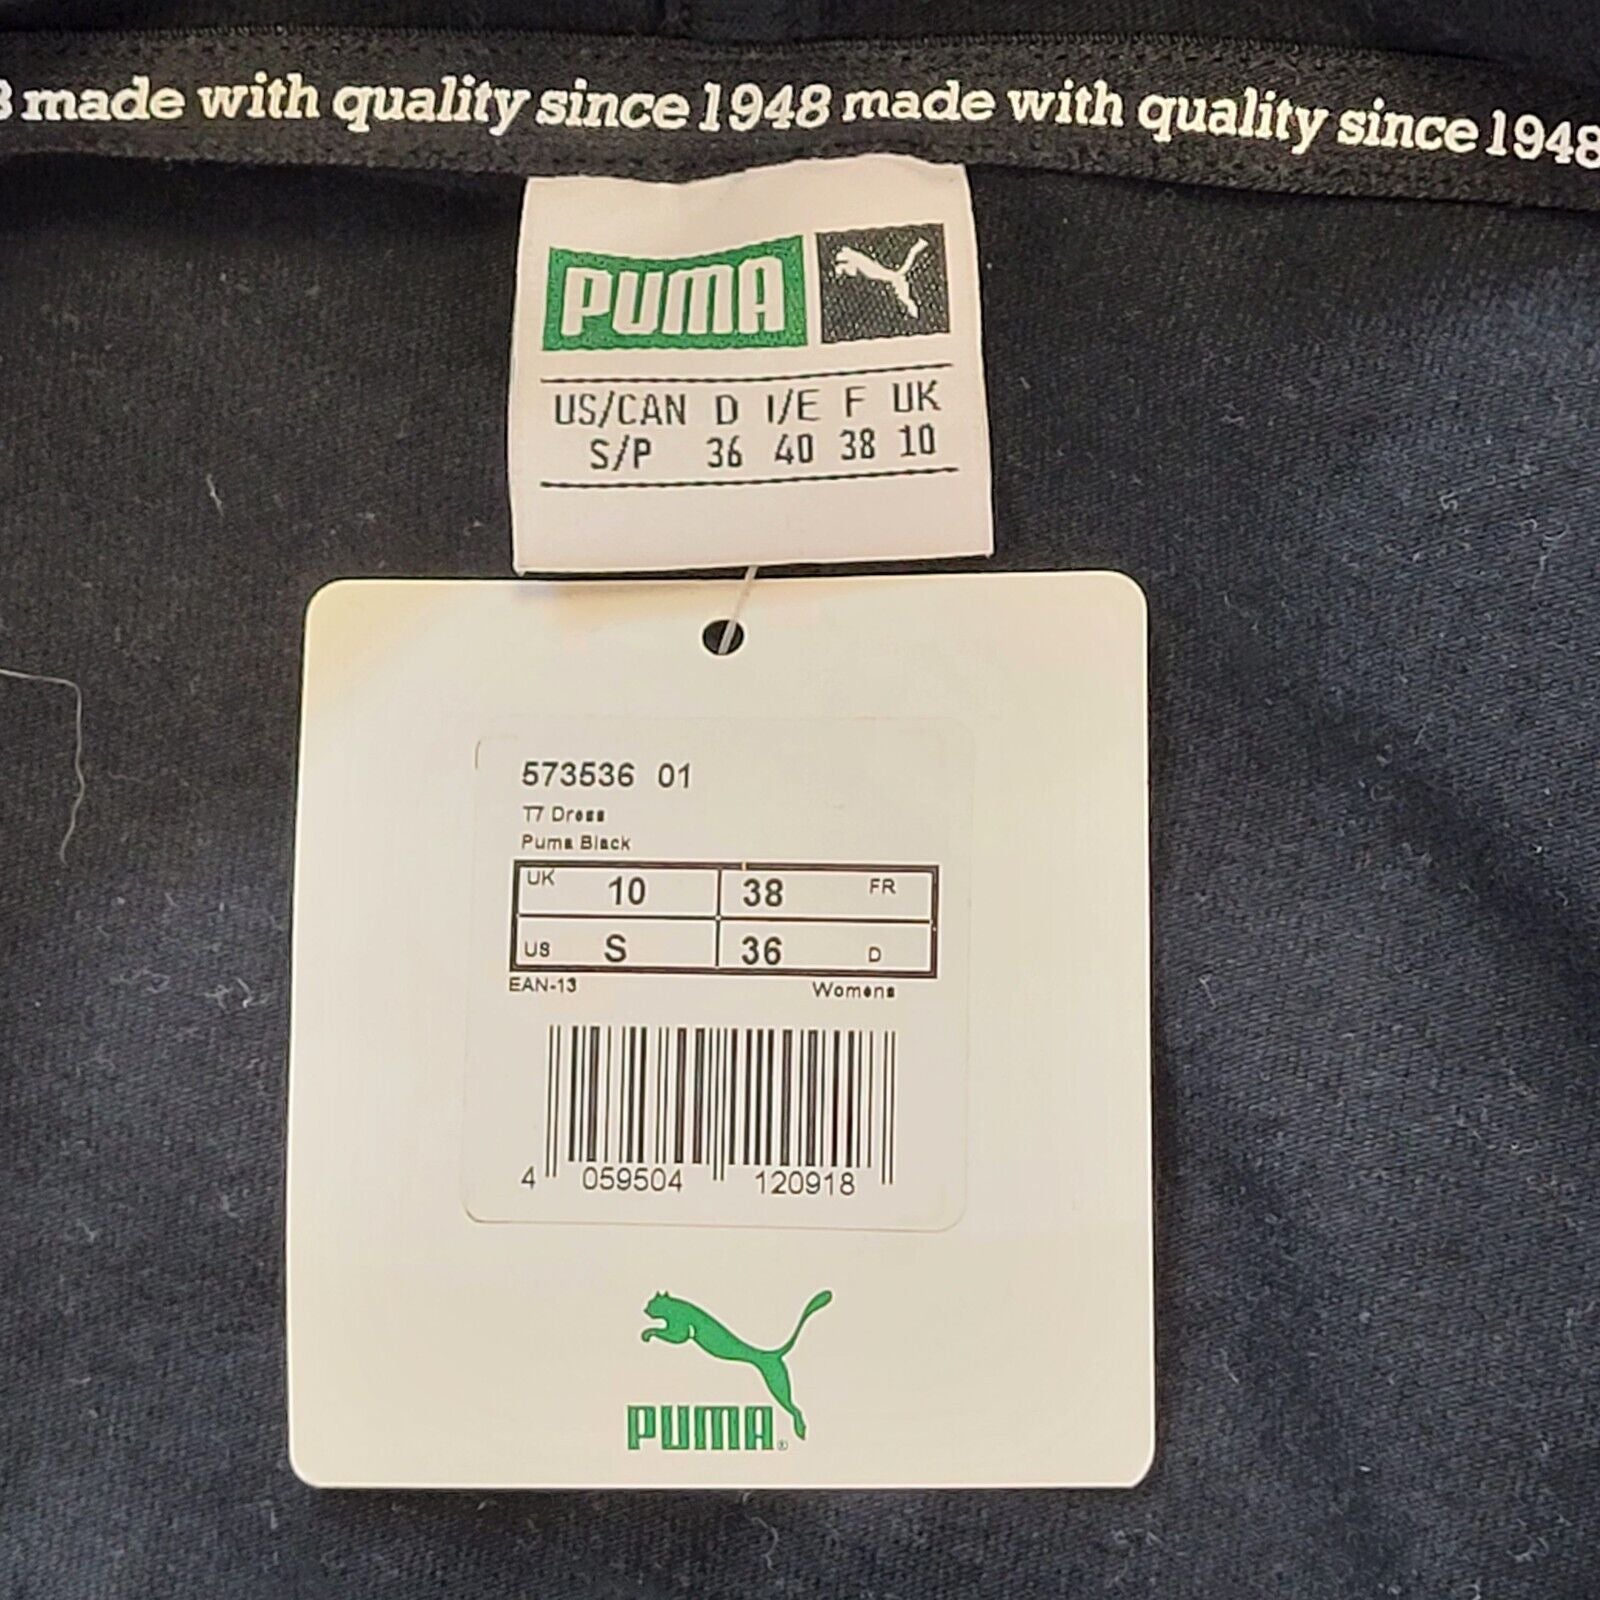 8 made with quality since 1948 made with quality since 1948
PUMA
US/CAN D I/E F UK
S/P 36 40 38 10
573536 01
T7 Dress
Puma Black
UK 10 38 FR
US S 36 D
EAN-13 Womens
4 059504 120918
PUMA®